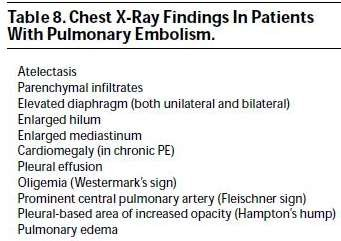 Table 8. Chest X-Ray Findings In Patients
With Pulmonary Embolism.
Atelectasis
Parenchymal infiltrates
Elevated diaphragm (both unilateral and bilateral)
Enlarged hilum
Enlarged mediastinum
Cardiomegaly (in chronic PE)
Pleural effusion
Oligemia (Westermark's sign)
Prominent central pulmonary artery (Fleischner sign)
Pleural-based area of increased opacity (Hampton's hump)
Pulmonary edema